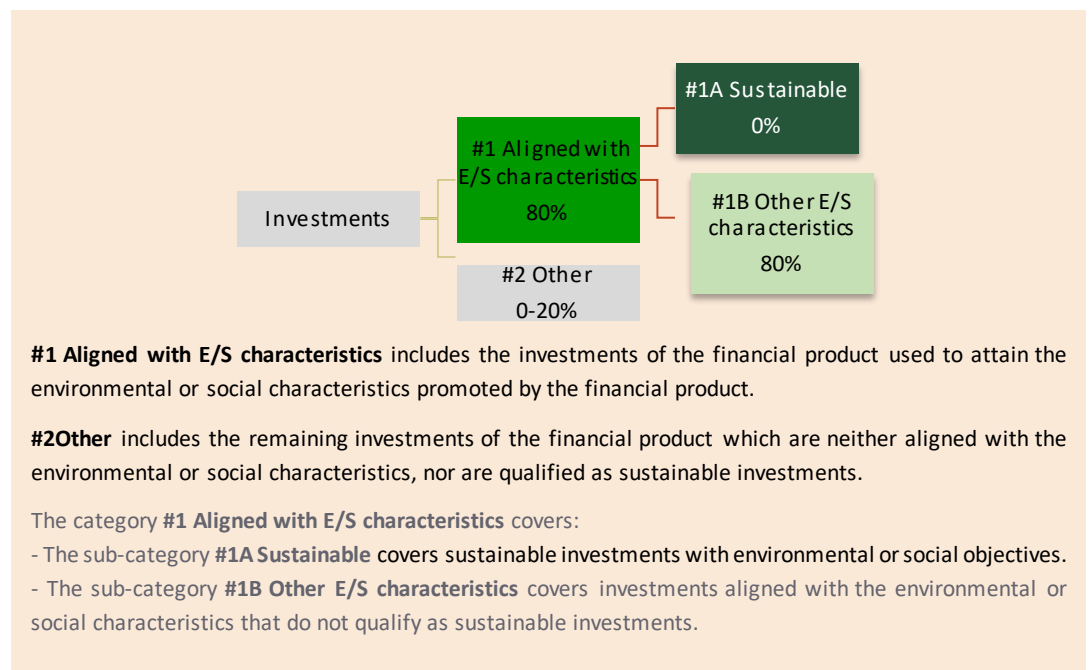 #1A Sustainable
0%
#1 Aligned with
E/S characteristics
80%
Investments
#1B Other E/S
characteristics
80%
#2 Other
0-20%
#1 Aligned with E/S characteristics includes the investments of the financial product used to attain the
environmental or social characteristics promoted by the financial product.
#2Other includes the remaining investments of the financial product which are neither aligned with the
environmental or social characteristics, nor are qualified as sustainable investments.
The category #1 Aligned with E/S characteristics covers:
- The sub-category #1A Sustainable covers sustainable investments with environmental or social objectives.
- The sub-category #1B Other E/S characteristics covers investments aligned with the environmental or
social characteristics that do not qualify as sustainable investments.